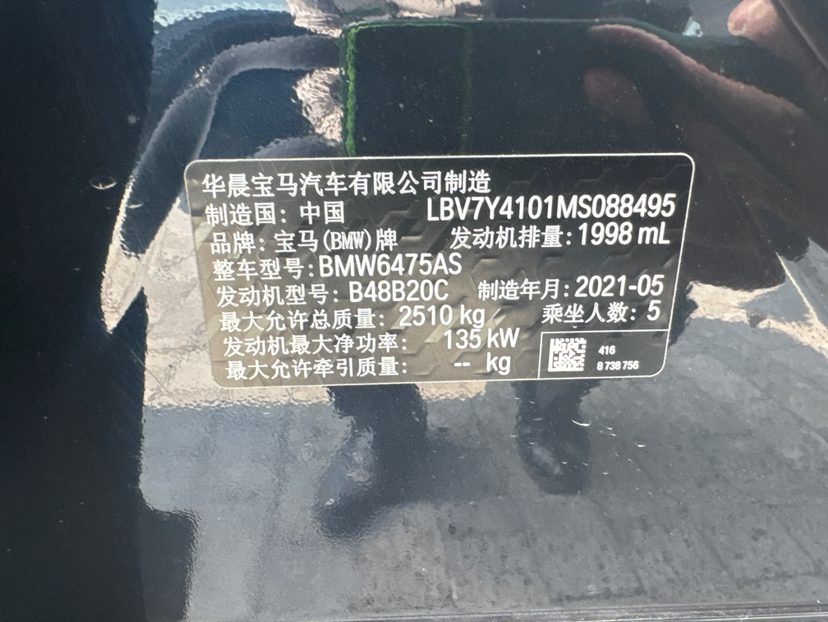 华晨宝马汽车有限公司制造
制造国: 中国 LBV7Y4101MS088495
品牌: 宝马(BMW)牌 发动机排量: 1998 mL
整车型号: BMW6475AS
发动机型号: B48B20C 制造年月: 2021-05
最大允许总质量: 2510 kg 乘坐人数: 5
发动机最大净功率: 135 kW
最大允许牵引质量: -- kg
416
8 738 756